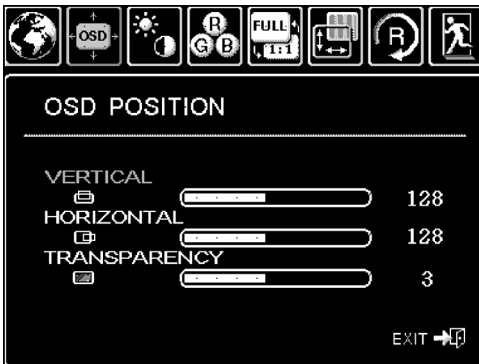 OSD R G B FULL 1:1 R
OSD POSITION
VERTICAL
128
HORIZONTAL
128
TRANSPARENCY
3
EXIT